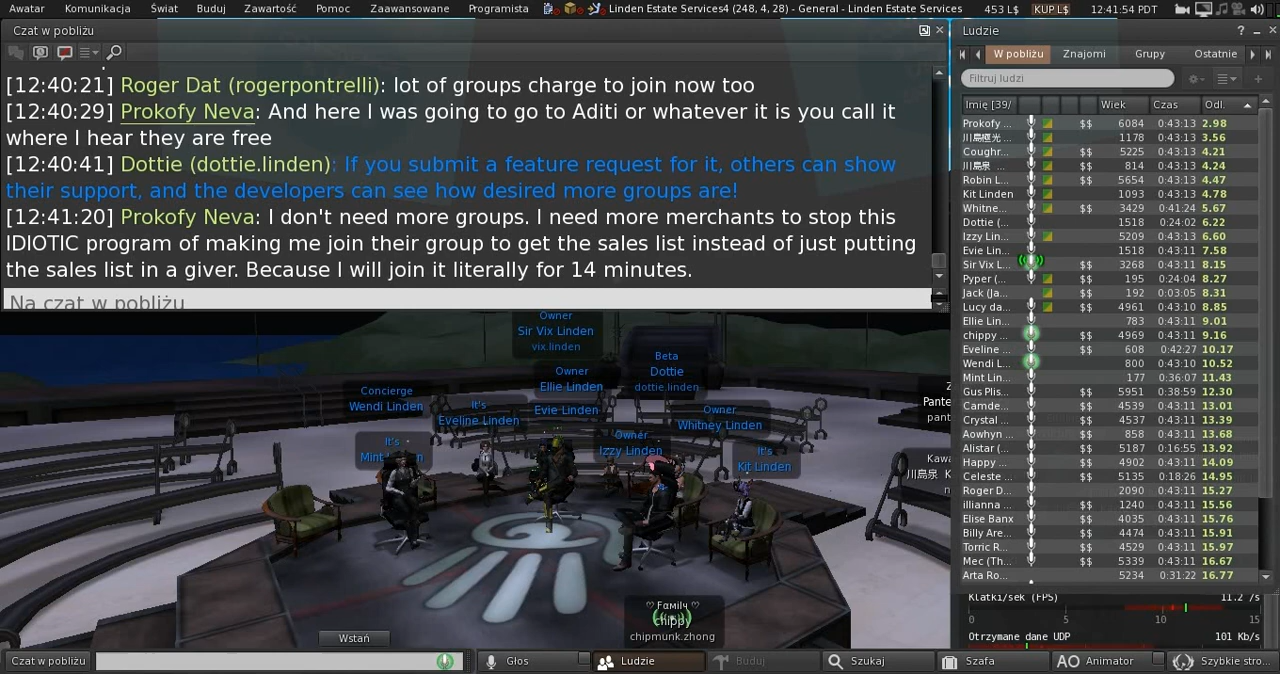 Awatar Komunikacja Świat Buduj Zawartość Pomoc Zaawansowane Programista Linden Estate Services4 (248, 4, 28) - General - Linden Estate Services 453 L$ KUP L$ 12:41:54 PDT
Czat w pobliżu
[12:40:21] Roger Dat (rogerpontrelli): lot of groups charge to join now too
[12:40:29] Prokofy Neva: And here I was going to go to Aditi or whatever it is you call it
where I hear they are free
[12:40:41] Dottie (dottie.linden): If you submit a feature request for it, others can show
their support, and the developers can see how desired more groups are!
[12:41:20] Prokofy Neva: I don't need more groups. I need more merchants to stop this
IDIOTIC program of making me join their group to get the sales list instead of just putting
the sales list in a giver. Because I will join it literally for 14 minutes.
Na czat w pobliżu
Owner
Sir Vix Linden
vix.linden
Beta
Dottie
dottie.linden
Owner
Ellie Linden
Concierge
Wendi Linden
It's
Eveline Linden
Evie Linden
Owner
Whitney Linden
Owner
Izzy Linden
It's
Mint
It's
Kit Linden
Pante
pant
Kawa
川島泉 K
♡ Fαмιlч ♡
chippy
chipmunk.zhong
Wstań
Ludzie
W pobliżu Znajomi Grupy Ostatnie
Filtruj ludzi
Imię [39/ Wiek Czas Odl.
Prokofy ... $$ 6084 0:43:13 2.98
川島極光 ... 1178 0:43:13 3.56
Coughr... $$ 5225 0:43:13 4.21
川島泉 ... $$ 814 0:43:13 4.24
Robin L... $$ 5654 0:43:13 4.47
Kit Linden 1093 0:43:13 4.78
Whitne... $$ 3429 0:41:24 5.67
Dottie (... 1518 0:24:02 6.22
Izzy Lin... 5209 0:43:13 6.60
Evie Lin... 1518 0:43:11 7.58
Sir Vix L... $$ 3268 0:43:11 8.15
Pyper (... $$ 195 0:24:04 8.27
Jack (Ja... $$ 192 0:03:05 8.31
Lucy da... $$ 4961 0:43:10 8.85
Ellie Lin... 783 0:43:11 9.01
chippy ... $$ 4969 0:43:11 9.16
Eveline ... $$ 608 0:42:27 10.17
Wendi L... 800 0:43:10 10.52
Mint Lin... 177 0:36:07 11.43
Gus Plis... $$ 5951 0:38:59 12.30
Camde... $$ 4539 0:43:11 13.01
Crystal ... $$ 4537 0:43:11 13.39
Aowhyn ... $$ 858 0:43:11 13.68
Alistar (... $$ 5187 0:16:55 13.92
Happy ... $$ 4902 0:43:11 14.09
Celeste ... $$ 5135 0:18:26 14.95
Roger D... 2090 0:43:11 15.27
illianna ... $$ 1240 0:43:11 15.56
Elise Banx $$ 4035 0:43:11 15.76
Billy Are... $$ 4474 0:43:11 15.91
Torric R... $$ 4529 0:43:11 15.97
Mec (Th... $$ 5339 0:43:11 16.67
Arta Ro... 5234 0:31:22 16.77
Klatki/sek (FPS) 11.2 /s
0 5 10 15
Otrzymane dane UDP 101 Kb/s
Czat w pobliżu Głos Ludzie Buduj Szukaj Szafa AO Animator Szybkie stro...